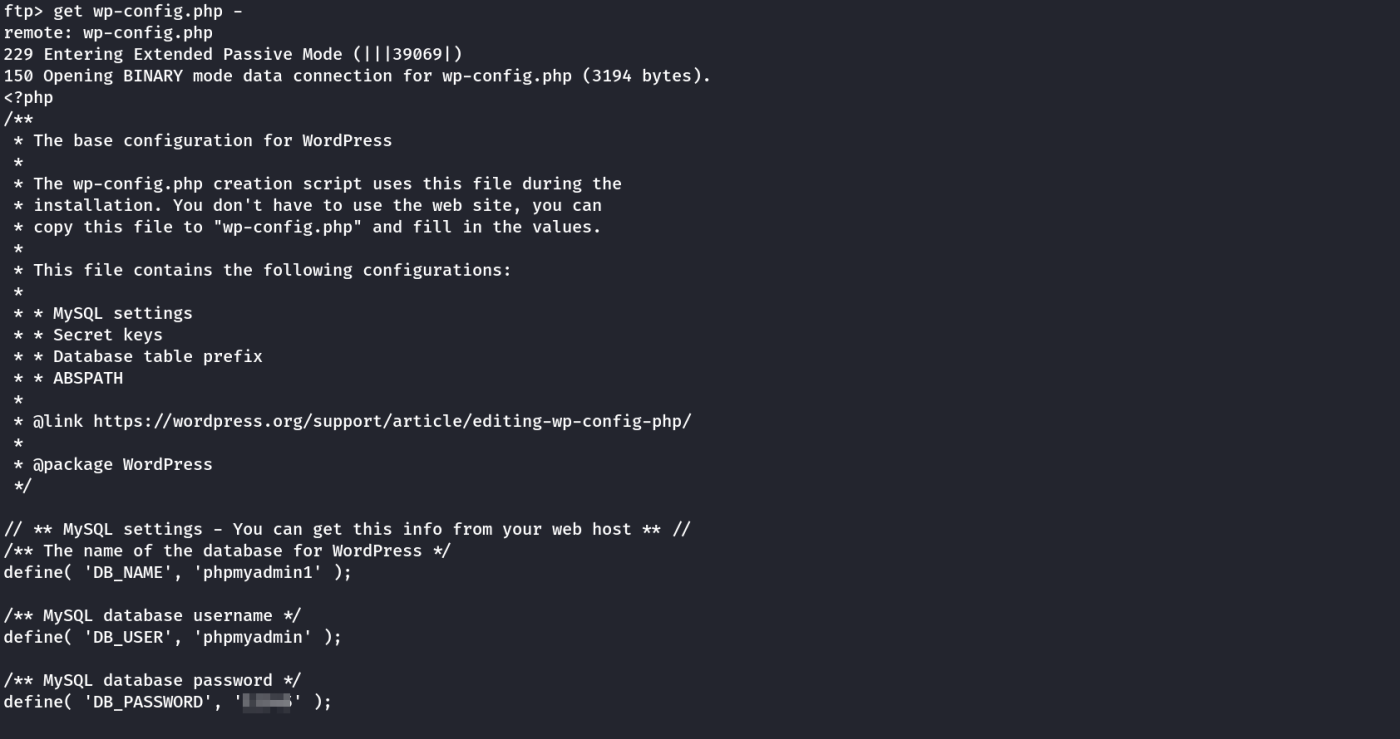 ftp> get wp-config.php -
remote: wp-config.php
229 Entering Extended Passive Mode (|||39069|)
150 Opening BINARY mode data connection for wp-config.php (3194 bytes).
<?php
/**
 * The base configuration for WordPress
 *
 * The wp-config.php creation script uses this file during the
 * installation. You don't have to use the web site, you can
 * copy this file to "wp-config.php" and fill in the values.
 *
 * This file contains the following configurations:
 *
 * * MySQL settings
 * * Secret keys
 * * Database table prefix
 * * ABSPATH
 *
 * @link https://wordpress.org/support/article/editing-wp-config-php/
 *
 * @package WordPress
 */

// ** MySQL settings - You can get this info from your web host ** //
/** The name of the database for WordPress */
define( 'DB_NAME', 'phpmyadmin1' );

/** MySQL database username */
define( 'DB_USER', 'phpmyadmin' );

/** MySQL database password */
define( 'DB_PASSWORD', '' );